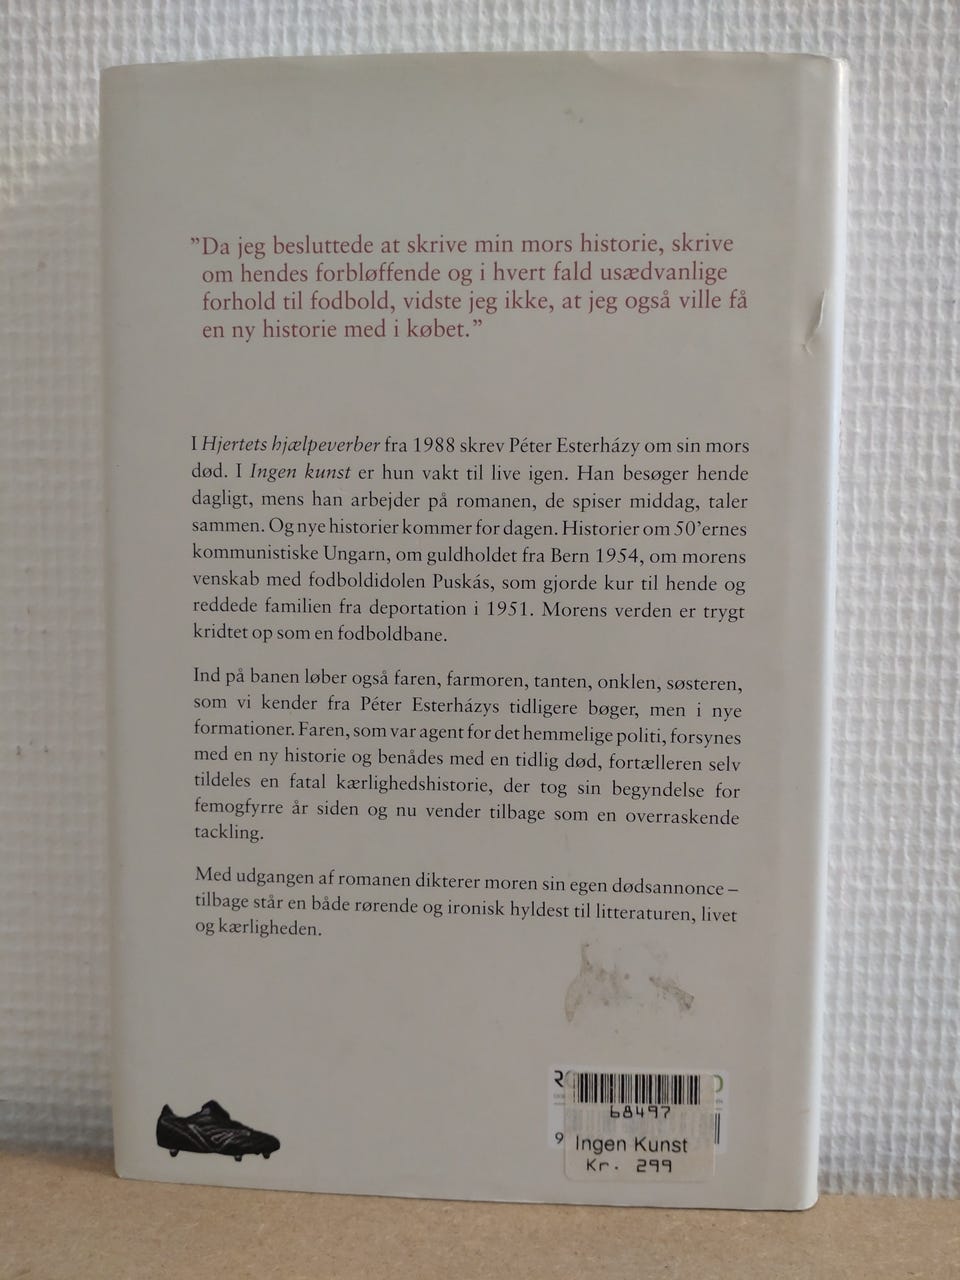 ”Da jeg besluttede at skrive min mors historie, skrive
om hendes forbløffende og i hvert fald usædvanlige
forhold til fodbold, vidste jeg ikke, at jeg også ville få
en ny historie med i købet.”
I Hjertets hjælpeverber fra 1988 skrev Péter Esterházy om sin mors
død. I Ingen kunst er hun vakt til live igen. Han besøger hende
dagligt, mens han arbejder på romanen, de spiser middag, taler
sammen. Og nye historier kommer for dagen. Historier om 50’ernes
kommunistiske Ungarn, om guldholdet fra Bern 1954, om morens
venskab med fodboldidolen Puskás, som gjorde kur til hende og
reddede familien fra deportation i 1951. Morens verden er trygt
kridtet op som en fodboldbane.
Ind på banen løber også faren, farmoren, tanten, onklen, søsteren,
som vi kender fra Péter Esterházys tidligere bøger, men i nye
formationer. Faren, som var agent for det hemmelige politi, forsynes
med en ny historie og benådes med en tidlig død, fortælleren selv
tildeles en fatal kærlighedshistorie, der tog sin begyndelse for
femogfyrre år siden og nu vender tilbage som en overraskende
tackling.
Med udgangen af romanen dikterer moren sin egen dødsannonce –
tilbage står en både rørende og ironisk hyldest til litteraturen, livet
og kærligheden.
68497
9
Ingen Kunst
Kr. 299